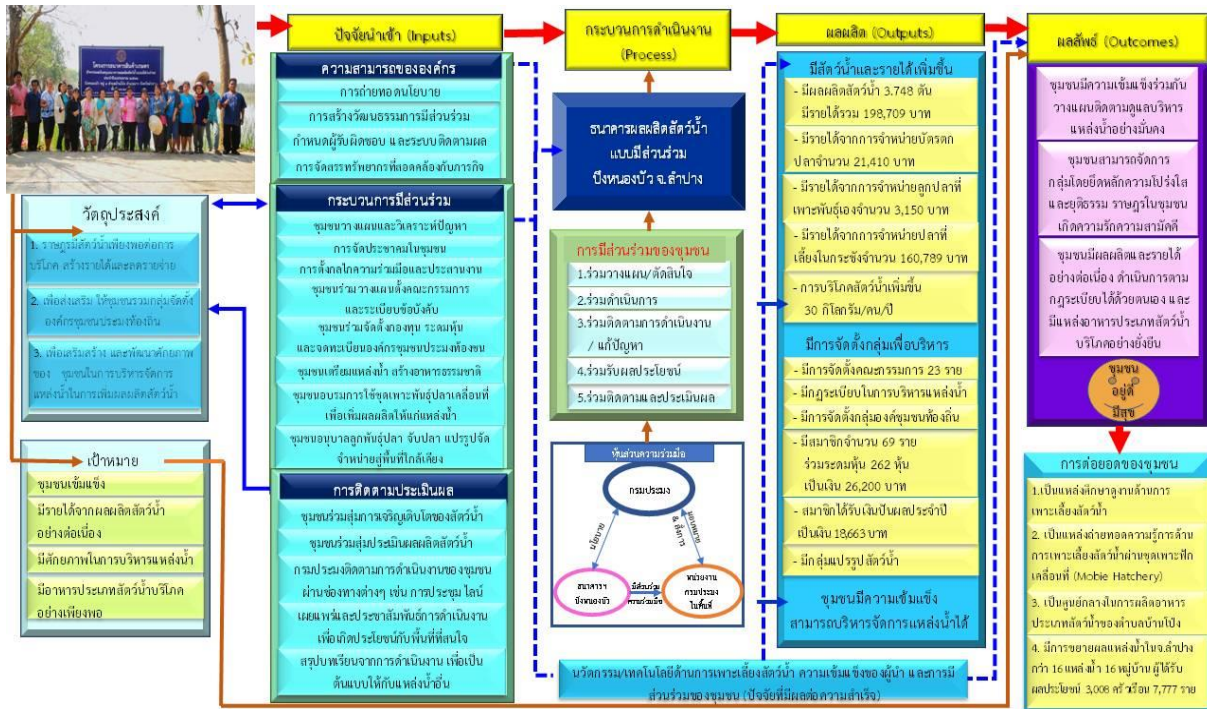 ปัจจัยนำเข้า (Inputs)
ความสามารถขององค์กร
การถ่ายทอดนโยบาย
การสร้างวัฒนธรรมการมีส่วนร่วม
กำหนดผู้รับผิดชอบ และระบบติดตามผล
การจัดสรรทรัพยากรที่สอดคล้องกับภารกิจ
กระบวนการมีส่วนร่วม
ชุมชนวางแผนและวิเคราะห์ปัญหา
การจัดประชาคมในชุมชน
การตั้งกลไกความร่วมมือและประสานงาน
ชุมชนร่วมวางแผนตั้งคณะกรรมการ
และระเบียบข้อบังคับ
ชุมชนร่วมจัดตั้งกองทุน ระดมหุ้น
และจดทะเบียนองค์กรชุมชนประมงท้องถิ่น
ชุมชนเตรียมแหล่งน้ำ สร้างอาหารธรรมชาติ
ชุมชนอบรมการใช้ชุดเพาะพันธุ์ปลาเคลื่อนที่
เพื่อเพิ่มผลผลิตให้แก่แหล่งน้ำ
ชุมชนอนุบาลลูกพันธุ์ปลา จับปลา แปรรูปจัด
จำหน่ายสู่พื้นที่ใกล้เคียง
การติดตามประเมินผล
ชุมชนร่วมสุ่มการเจริญเติบโตของสัตว์น้ำ
ชุมชนร่วมสุ่มประเมินผลผลิตสัตว์น้ำ
กรมประมงติดตามการดำเนินงานของชุมชน
ผ่านช่องทางต่างๆ เช่น การประชุม ไลน์
เผยแพร่และประชาสัมพันธ์การดำเนินงาน
เพื่อเกิดประโยชน์กับพื้นที่ที่สนใจ
สรุปบทเรียนจากการดำเนินงาน เพื่อเป็น
ต้นแบบให้กับแหล่งน้ำอื่น
วัตถุประสงค์
1. ราษฎรมีสัตว์น้ำเพียงพอต่อการ
บริโภค สร้างรายได้และลดรายจ่าย
2. เพื่อส่งเสริม ให้ชุมชนรวมกลุ่มจัดตั้ง
องค์กรชุมชนประมงท้องถิ่น
3. เพื่อเสริมสร้าง และพัฒนาศักยภาพ
ของ ชุมชนในการบริหารจัดการ
แหล่งน้ำในการเพิ่มผลผลิตสัตว์น้ำ
เป้าหมาย
ชุมชนเข้มแข็ง
มีรายได้จากผลผลิตสัตว์น้ำ
อย่างต่อเนื่อง
มีศักยภาพในการบริหารแหล่งน้ำ
มีอาหารประเภทสัตว์น้ำบริโภค
อย่างเพียงพอ
กระบวนการดำเนินงาน
(Process)
ธนาคารผลผลิตสัตว์น้ำ
แบบมีส่วนร่วม
บึงหนองบัว จ.ลำปาง
การมีส่วนร่วมของชุมชน
1.ร่วมวางแผน/ตัดสินใจ
2.ร่วมดำเนินการ
3.ร่วมติดตามการดำเนินงาน
/ แก้ปัญหา
4.ร่วมรับผลประโยชน์
5.ร่วมติดตามและประเมินผล
หุ้นส่วนความร่วมมือ
กรมประมง
นโยบาย
มอบหมาย
& สั่งการ
ธนาคารฯ
บึงหนองบัว
มีส่วนร่วม
ความร่วมมือ
หน่วยงาน
กรมประมง
ในพื้นที่
ผลผลิต (Outputs)
มีสัตว์น้ำและรายได้เพิ่มขึ้น
- มีผลผลิตสัตว์น้ำ 3.748 ตัน
มีรายได้รวม 198,709 บาท
- มีรายได้จากการจำหน่ายบัตรตก
ปลาจำนวน 21,410 บาท
- มีรายได้จากการจำหน่ายลูกปลาที่
เพาะพันธุ์เองจำนวน 3,150 บาท
- มีรายได้จากการจำหน่ายปลาที่
เลี้ยงในกระชังจำนวน 160,789 บาท
- การบริโภคสัตว์น้ำเพิ่มขึ้น
30 กิโลกรัม/คน/ปี
มีการจัดตั้งกลุ่มเพื่อบริหาร
- มีการจัดตั้งคณะกรรมการ 23 ราย
- มีกฎระเบียบในการบริหารแหล่งน้ำ
- มีการจัดตั้งกลุ่มองค์ชุมชนท้องถิ่น
- มีสมาชิกจำนวน 69 ราย
ร่วมระดมหุ้น 262 หุ้น
เป็นเงิน 26,200 บาท
- สมาชิกได้รับเงินปันผลประจำปี
เป็นเงิน 18,663 บาท
- มีกลุ่มแปรรูปสัตว์น้ำ
ชุมชนมีความเข้มแข็ง
สามารถบริหารจัดการแหล่งน้ำได้
นวัตกรรม/เทคโนโลยีด้านการเพาะเลี้ยงสัตว์น้ำ ความเข้มแข็งของผู้นำ และการมี
ส่วนร่วมของชุมชน (ปัจจัยที่มีผลต่อความสำเร็จ)
ผลลัพธ์ (Outcomes)
ชุมชนมีความเข้มแข็งร่วมกัน
วางแผนติดตามดูแลบริหาร
แหล่งน้ำอย่างมั่นคง
ชุมชนสามารถจัดการ
กลุ่มโดยยึดหลักความโปร่งใส
และยุติธรรม ราษฎรในชุมชน
เกิดความรักความสามัคคี
ชุมชนมีผลผลิตและรายได้
อย่างต่อเนื่อง ดำเนินการตาม
กฎระเบียบได้ด้วยตนเอง และ
มีแหล่งอาหารประเภทสัตว์น้ำ
บริโภคอย่างยั่งยืน
ชุมชน
อยู่ดี
มีสุข
การต่อยอดของชุมชน
1.เป็นแหล่งศึกษาดูงานด้านการ
เพาะเลี้ยงสัตว์น้ำ
2. เป็นแหล่งถ่ายทอดความรู้การด้าน
การเพาะเลี้ยงสัตว์น้ำผ่านชุดเพาะฟัก
เคลื่อนที่ (Mobie Hatchery)
3. เป็นศูนย์กลางในการผลิตอาหาร
ประเภทสัตว์น้ำของตำบลบ้านโป่ง
4. มีการขยายผลแหล่งน้ำในจ.ลำปาง
กว่า 16 แหล่งน้ำ 16 หมู่บ้าน ผู้ได้รับ
ผลประโยชน์ 3,008 ครัวเรือน 7,777 ราย